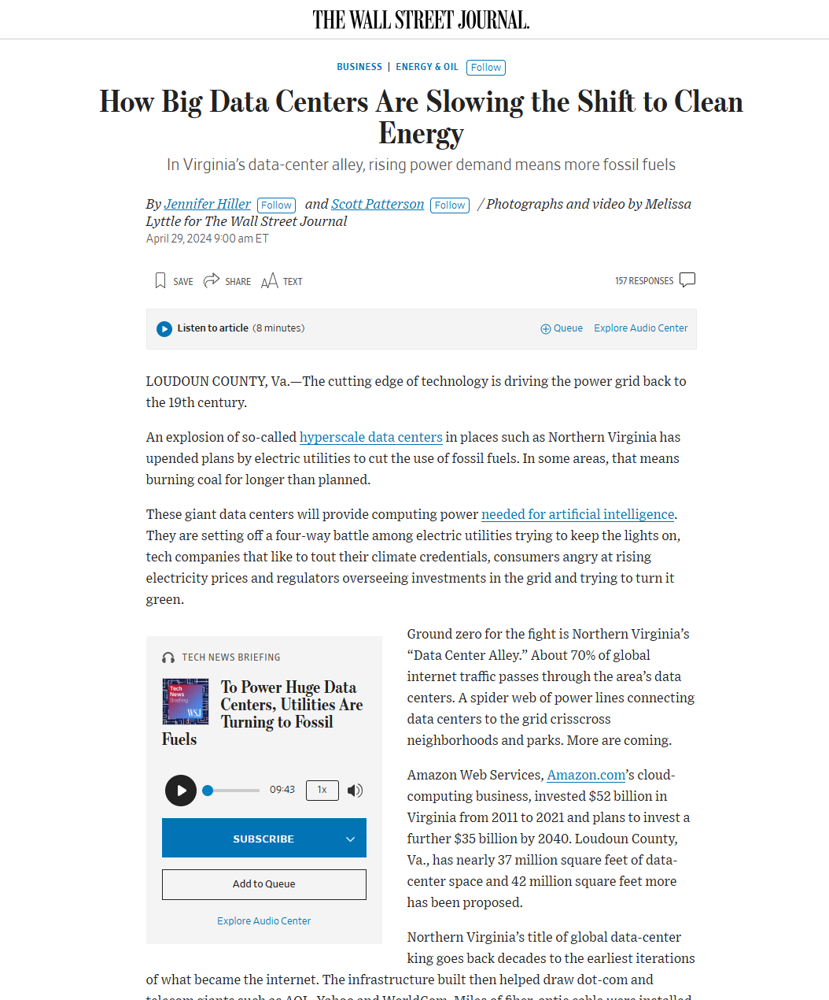 THE WALL STREET JOURNAL.
BUSINESS | ENERGY & OIL Follow
How Big Data Centers Are Slowing the Shift to Clean
Energy
In Virginia’s data-center alley, rising power demand means more fossil fuels
By Jennifer Hiller Follow and Scott Patterson Follow / Photographs and video by Melissa
Lyttle for The Wall Street Journal
April 29, 2024 9:00 am ET
SAVE SHARE AA TEXT
157 RESPONSES
Listen to article (8 minutes)
Queue Explore Audio Center
LOUDOUN COUNTY, Va.—The cutting edge of technology is driving the power grid back to
the 19th century.
An explosion of so-called hyperscale data centers in places such as Northern Virginia has
upended plans by electric utilities to cut the use of fossil fuels. In some areas, that means
burning coal for longer than planned.
These giant data centers will provide computing power needed for artificial intelligence.
They are setting off a four-way battle among electric utilities trying to keep the lights on,
tech companies that like to tout their climate credentials, consumers angry at rising
electricity prices and regulators overseeing investments in the grid and trying to turn it
green.
TECH NEWS BRIEFING
Tech
News
Briefing
WSJ
To Power Huge Data
Centers, Utilities Are
Turning to Fossil
Fuels
09:43 1x
SUBSCRIBE
Add to Queue
Explore Audio Center
Ground zero for the fight is Northern Virginia’s
“Data Center Alley.” About 70% of global
internet traffic passes through the area’s data
centers. A spider web of power lines connecting
data centers to the grid crisscross
neighborhoods and parks. More are coming.
Amazon Web Services, Amazon.com’s cloud-
computing business, invested $52 billion in
Virginia from 2011 to 2021 and plans to invest a
further $35 billion by 2040. Loudoun County,
Va., has nearly 37 million square feet of data-
center space and 42 million square feet more
has been proposed.
Northern Virginia’s title of global data-center
king goes back decades to the earliest iterations
of what became the internet. The infrastructure built then helped draw dot-com and
telecom giants such as AOL, Yahoo and WorldCom. Miles of fiber-optic cable were installed